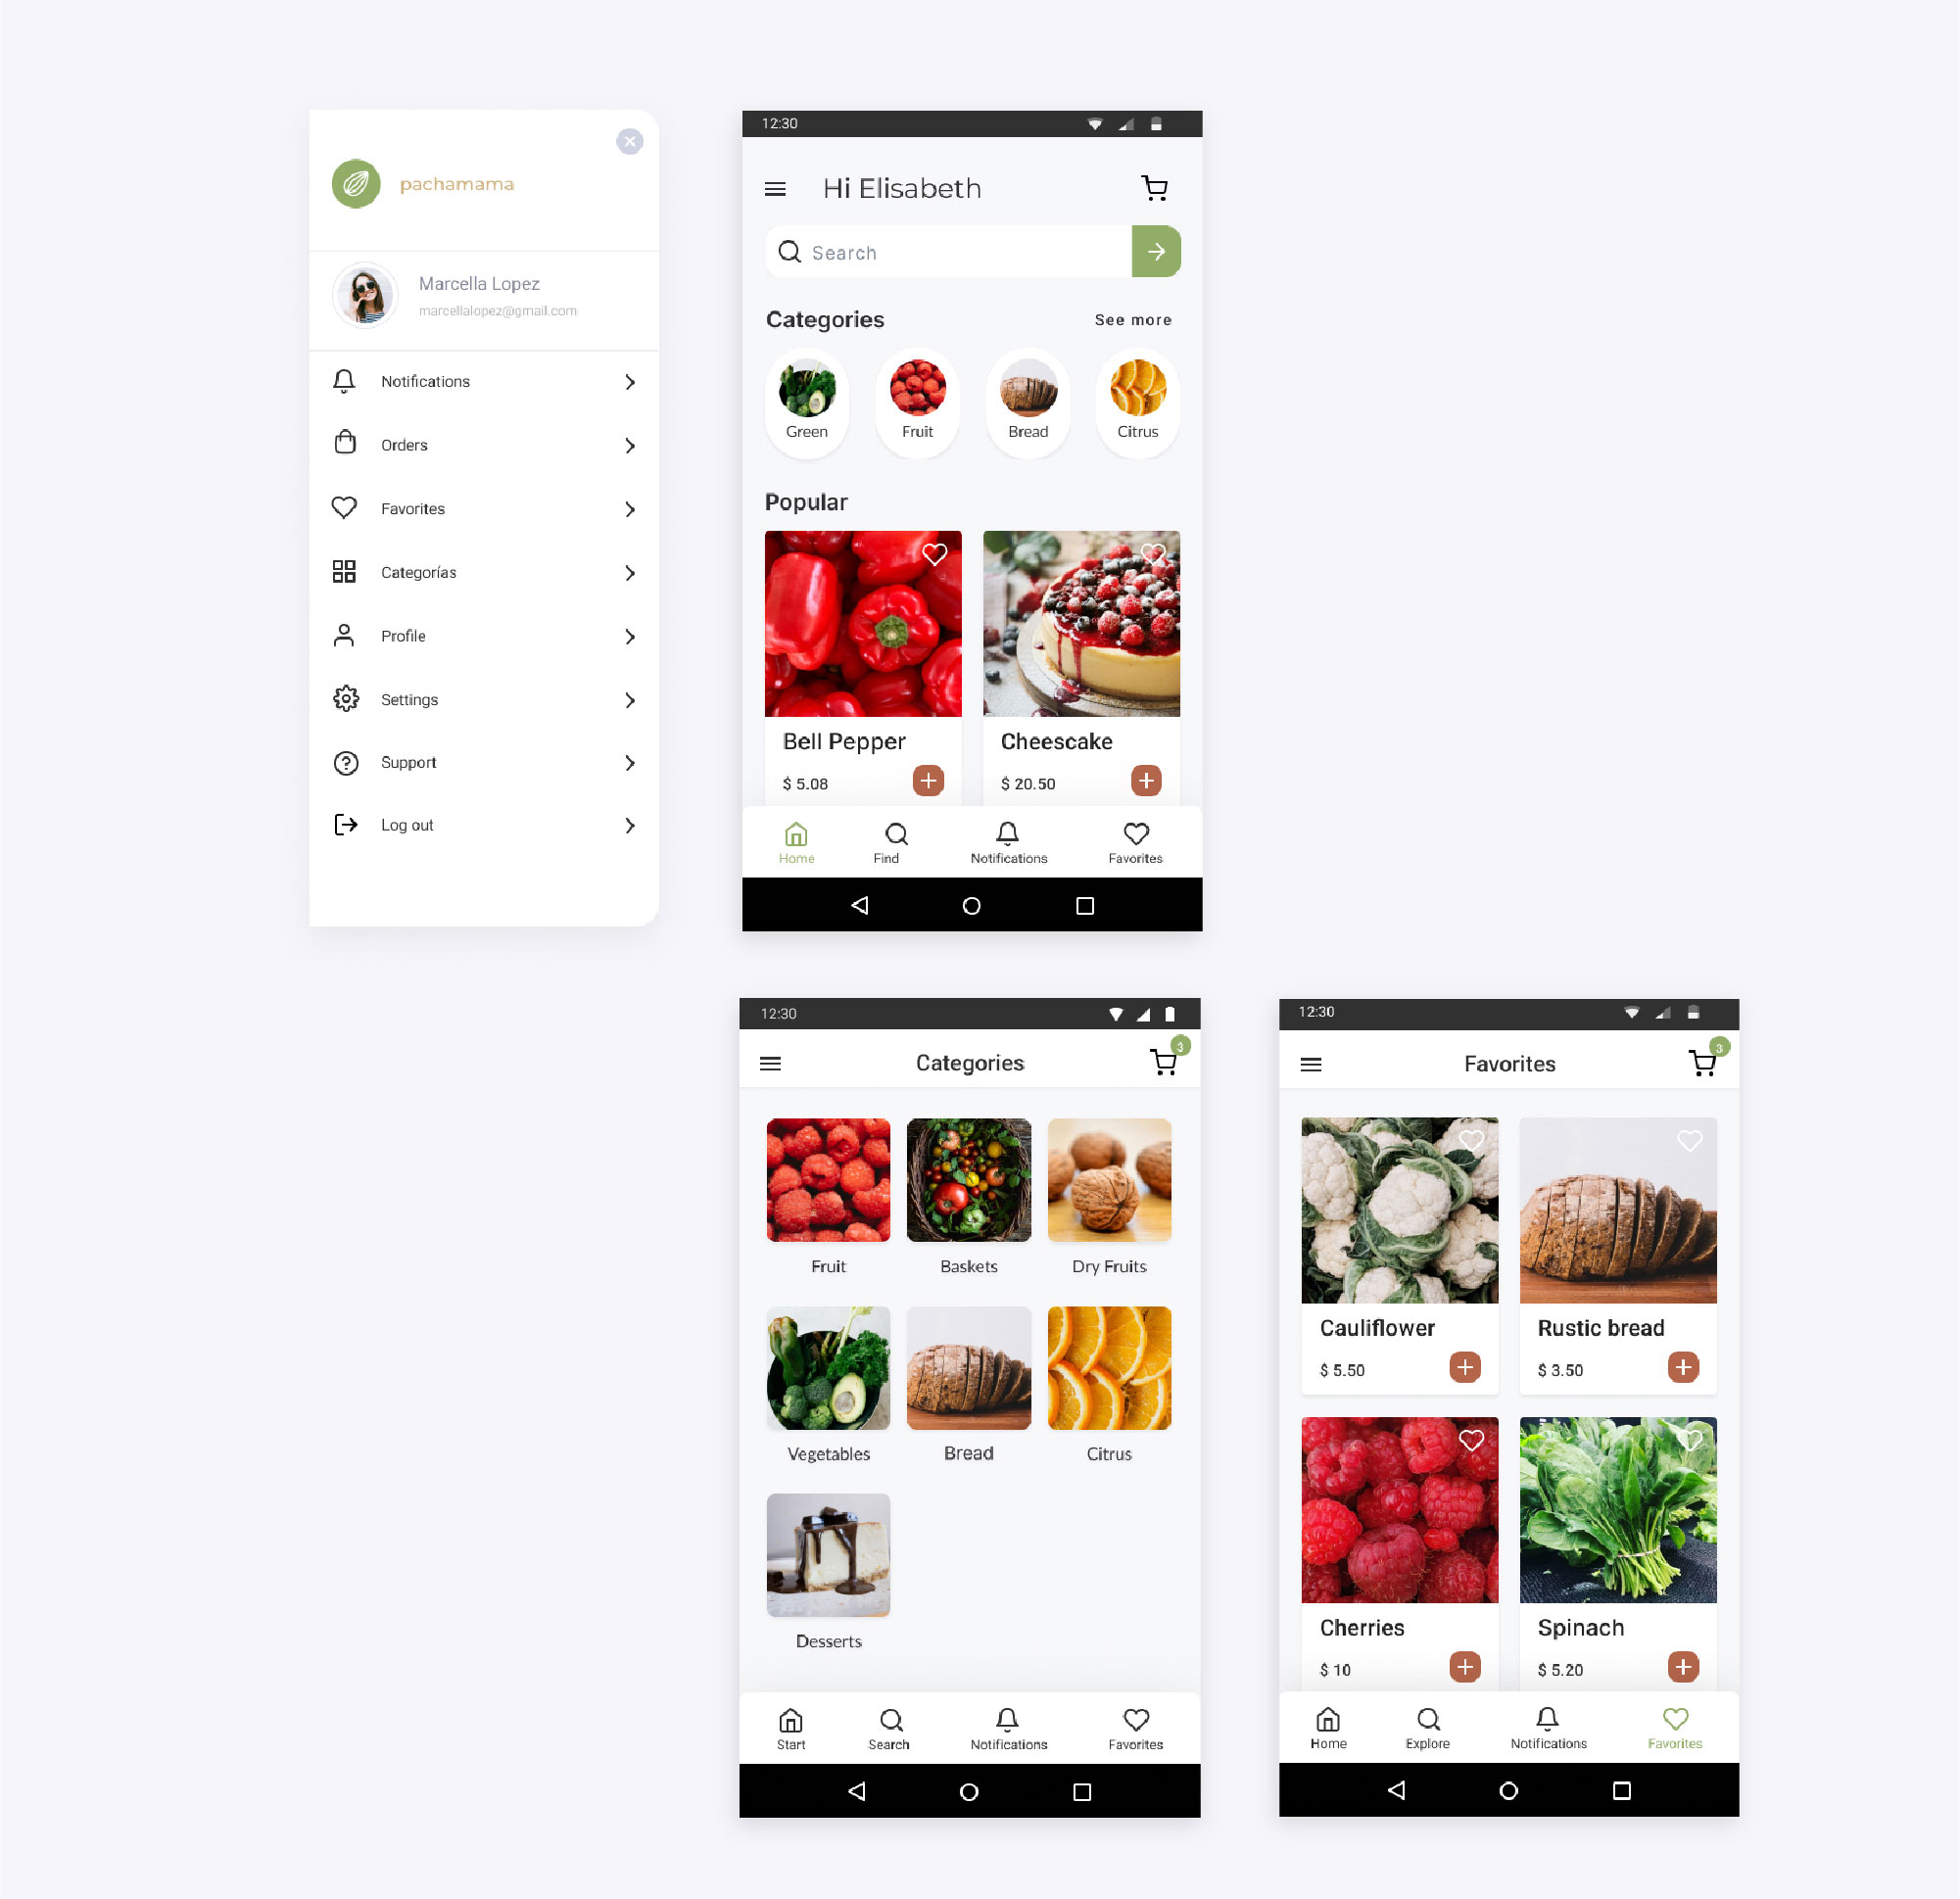 pachamama
Marcella Lopez
marcellalopez@gmail.com
Notifications
Orders
Favorites
Categorías
Profile
Settings
Support
Log out
12:30
Hi Elisabeth
Search
Categories See more
Green Fruit Bread Citrus
Popular
Bell Pepper Cheescake
$ 5.08 $ 20.50
Home Find Notifications Favorites
12:30
Categories 3
Fruit Baskets Dry Fruits
Vegetables Bread Citrus
Desserts
Start Search Notifications Favorites
12:30
Favorites 3
Cauliflower Rustic bread
$ 5.50 $ 3.50
Cherries Spinach
$ 10 $ 5.20
Home Explore Notifications Favorites